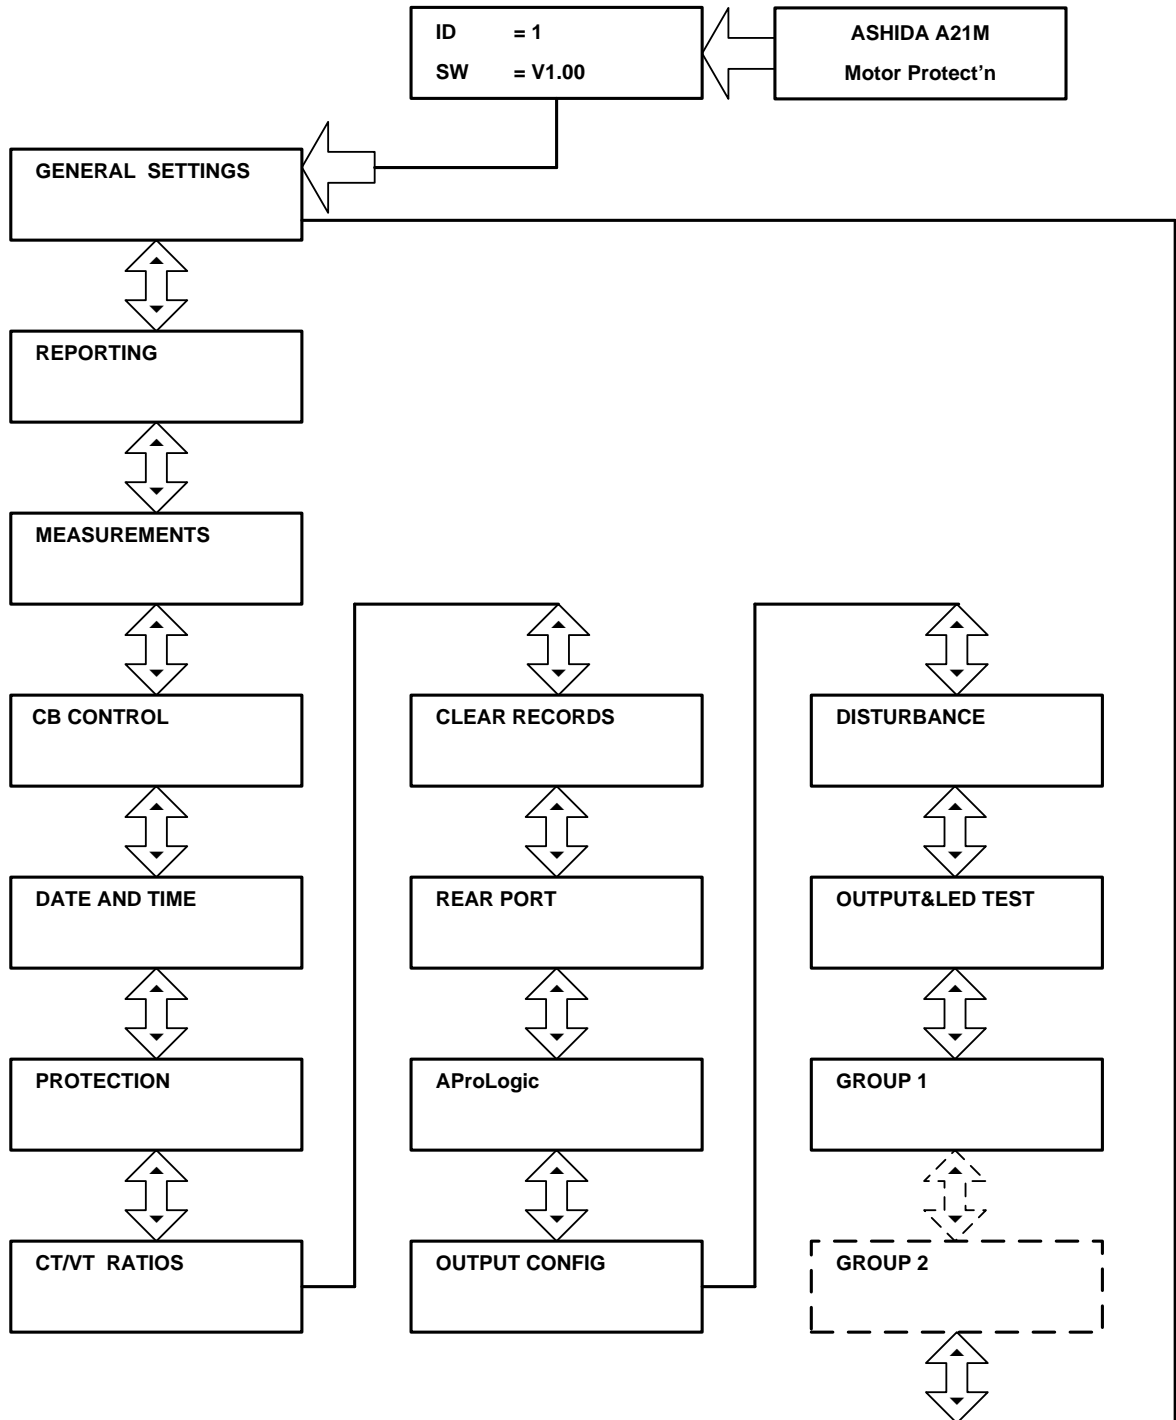 ID = 1
SW = V1.00
ASHIDA A21M
Motor Protect'n
GENERAL SETTINGS
REPORTING
MEASUREMENTS
CB CONTROL
DATE AND TIME
PROTECTION
CT/VT RATIOS
CLEAR RECORDS
REAR PORT
AProLogic
OUTPUT CONFIG
DISTURBANCE
OUTPUT&LED TEST
GROUP 1
GROUP 2